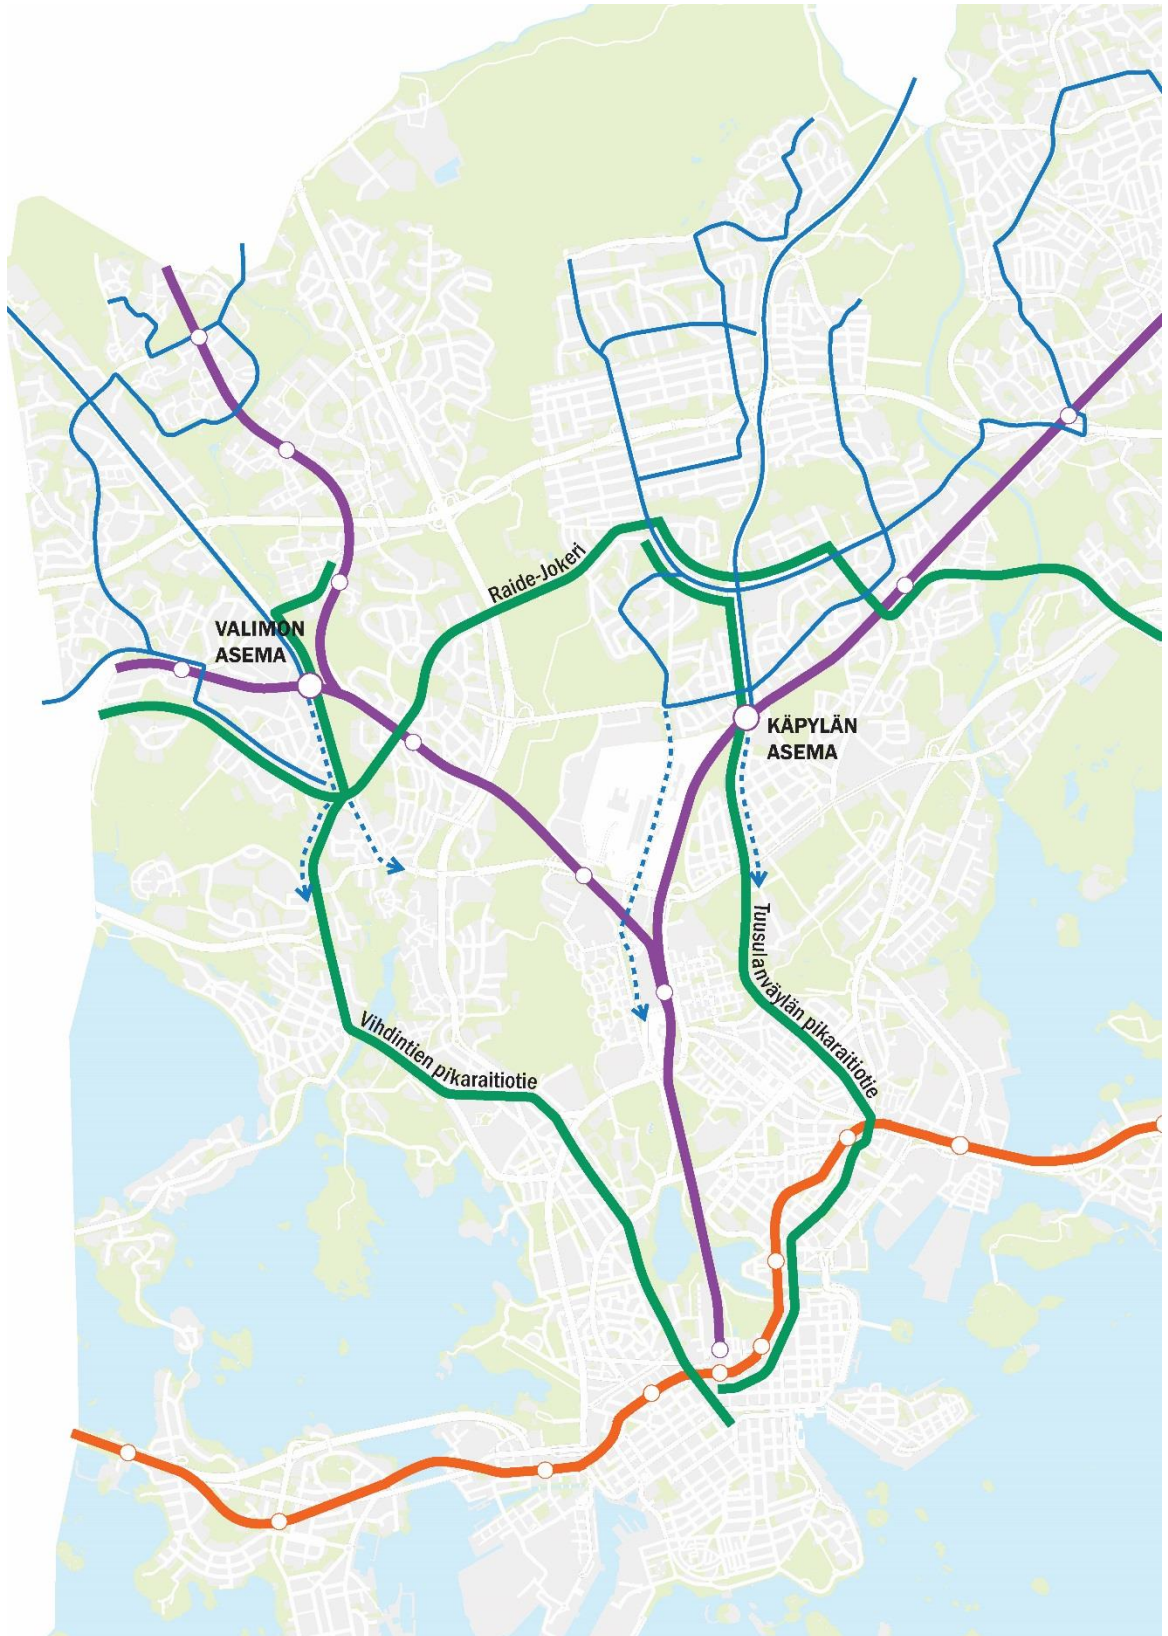 Raide-Jokeri
VALIMON
ASEMA
KÄPYLÄN
ASEMA
Tuusulanväylän pikaraitiotie
Vihdintien pikaraitiotie